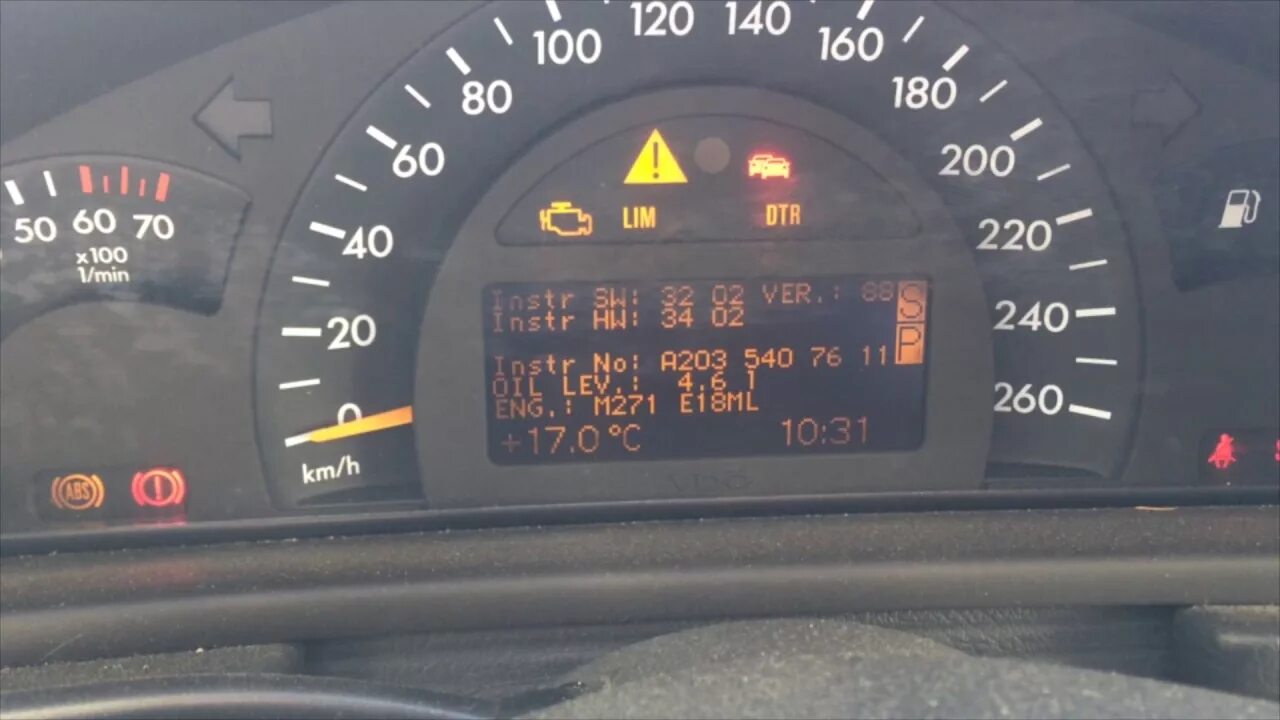 120 140
100 160
80 180
60 200
40 220
20 240
0 260
km/h
50 60 70
x100
1/min
LIM DTR
Instr SW: 32 02 VER.: 88 S
Instr HW: 34 02
Instr No: A203 540 76 11 P
OIL LEV.: 4.6 l
ENG.: M271 E18ML
+17.0 °C 10:31
ABS